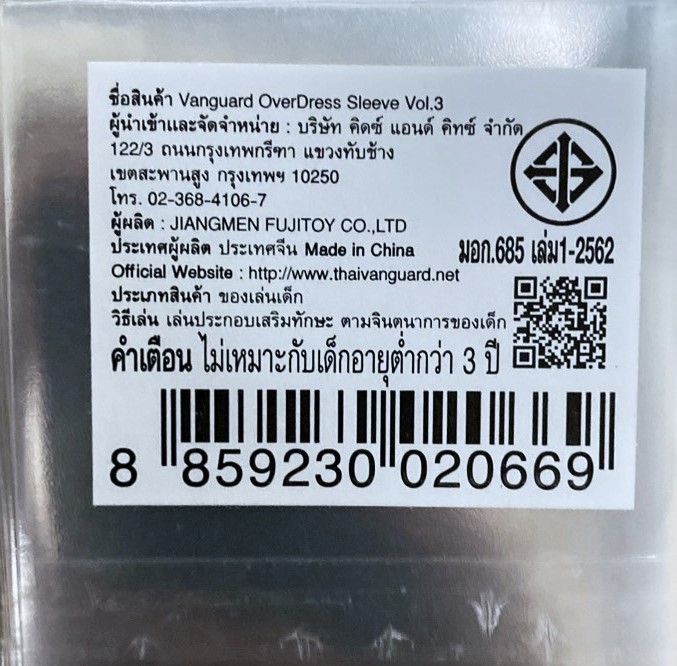 ชื่อสินค้า Vanguard OverDress Sleeve Vol.3
ผู้นำเข้าและจัดจำหน่าย : บริษัท คิดซ์ แอนด์ คิทซ์ จำกัด
122/3 ถนนกรุงเทพกรีฑา แขวงทับช้าง
เขตสะพานสูง กรุงเทพฯ 10250
โทร. 02-368-4106-7
ผู้ผลิต : JIANGMEN FUJITOY CO.,LTD
ประเทศผู้ผลิต ประเทศจีน Made in China
มอก.685 เล่ม1-2562
Official Website : http://www.thaivanguard.net
ประเภทสินค้า ของเล่นเด็ก
วิธีเล่น เล่นประกอบเสริมทักษะ ตามจินตนาการของเด็ก
คำเตือน ไม่เหมาะกับเด็กอายุต่ำกว่า 3 ปี
8 859230 020669